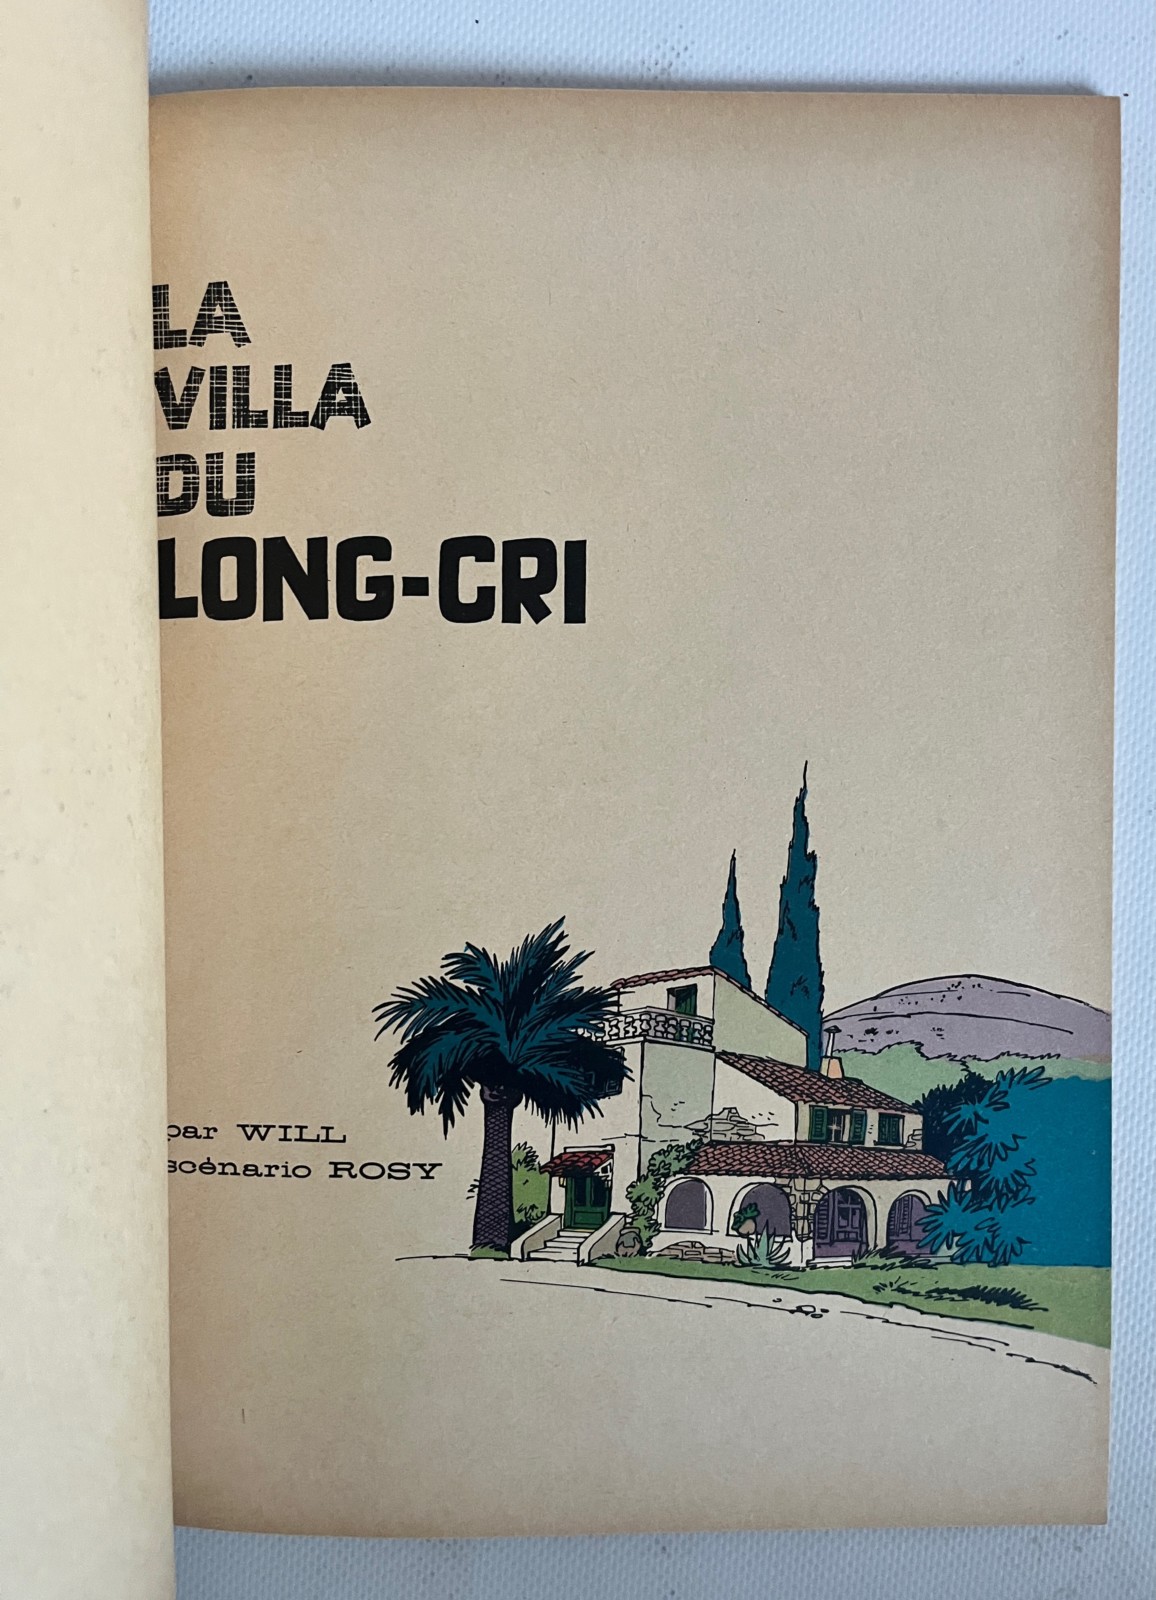 LA
VILLA
DU
LONG-CRI
par WILL
scénario ROSY